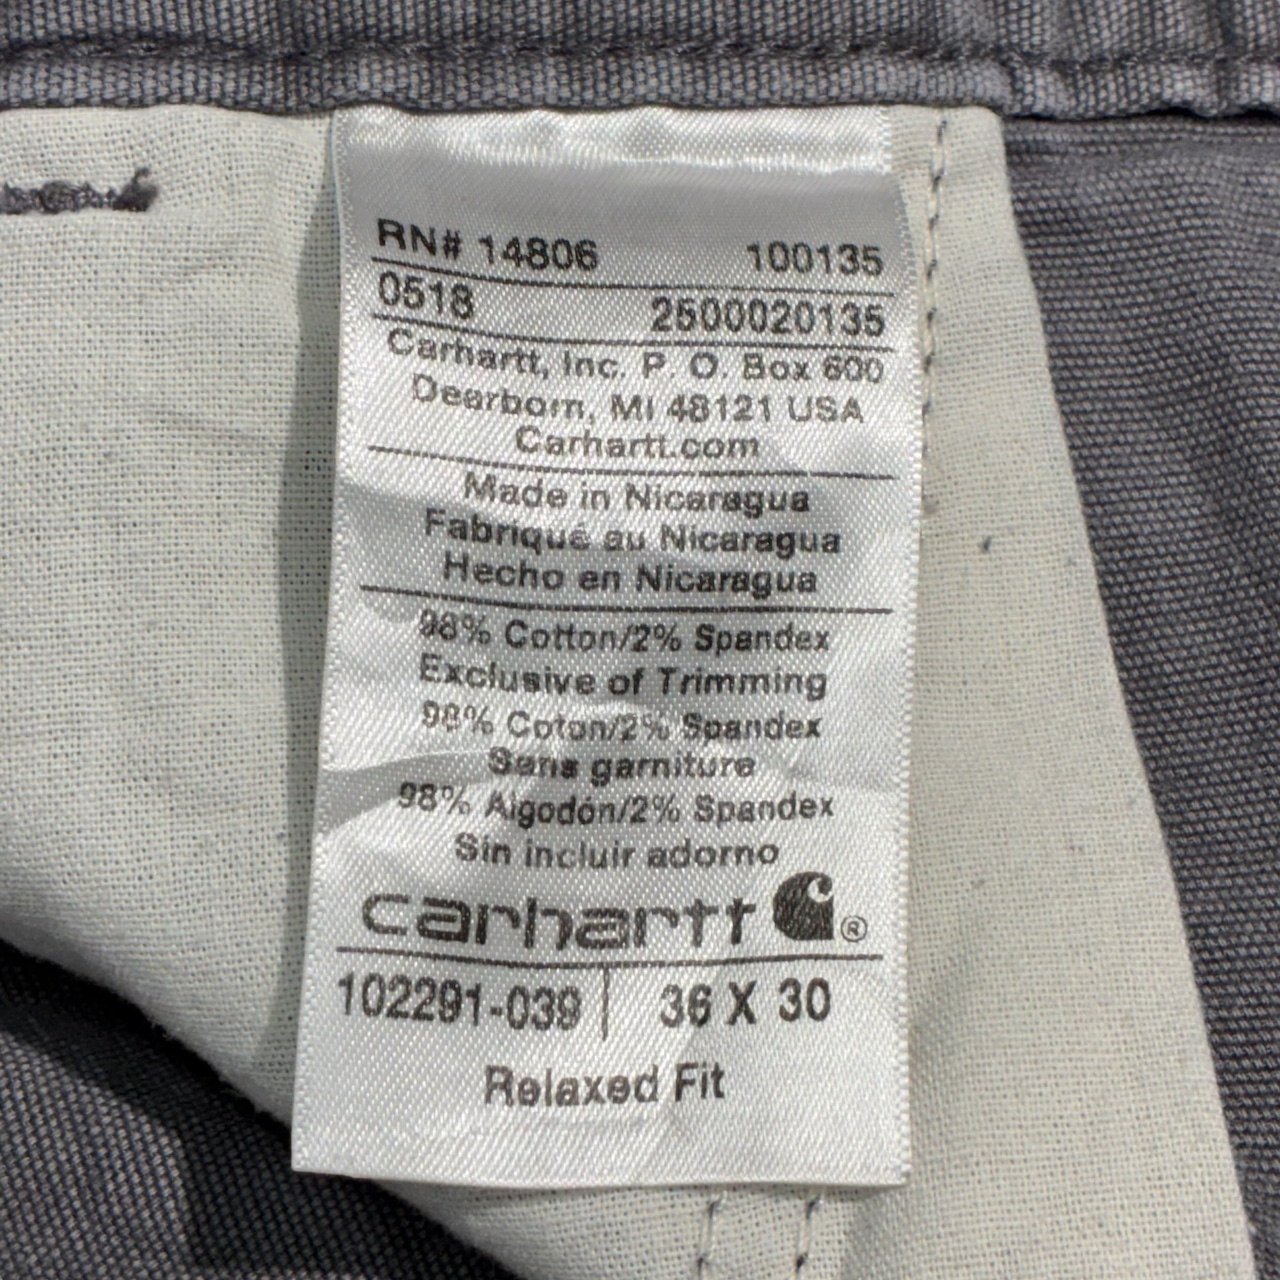 RN# 14806 100135
0518 2500020135
Carhartt, Inc. P. O. Box 600
Dearborn, MI 48121 USA
Carhartt.com
Made in Nicaragua
Fabriqué au Nicaragua
Hecho en Nicaragua
98% Cotton/2% Spandex
Exclusive of Trimming
98% Coton/2% Spandex
Sans garniture
98% Algodón/2% Spandex
Sin incluir adorno
carhartt ®
102291-039 | 36 X 30
Relaxed Fit